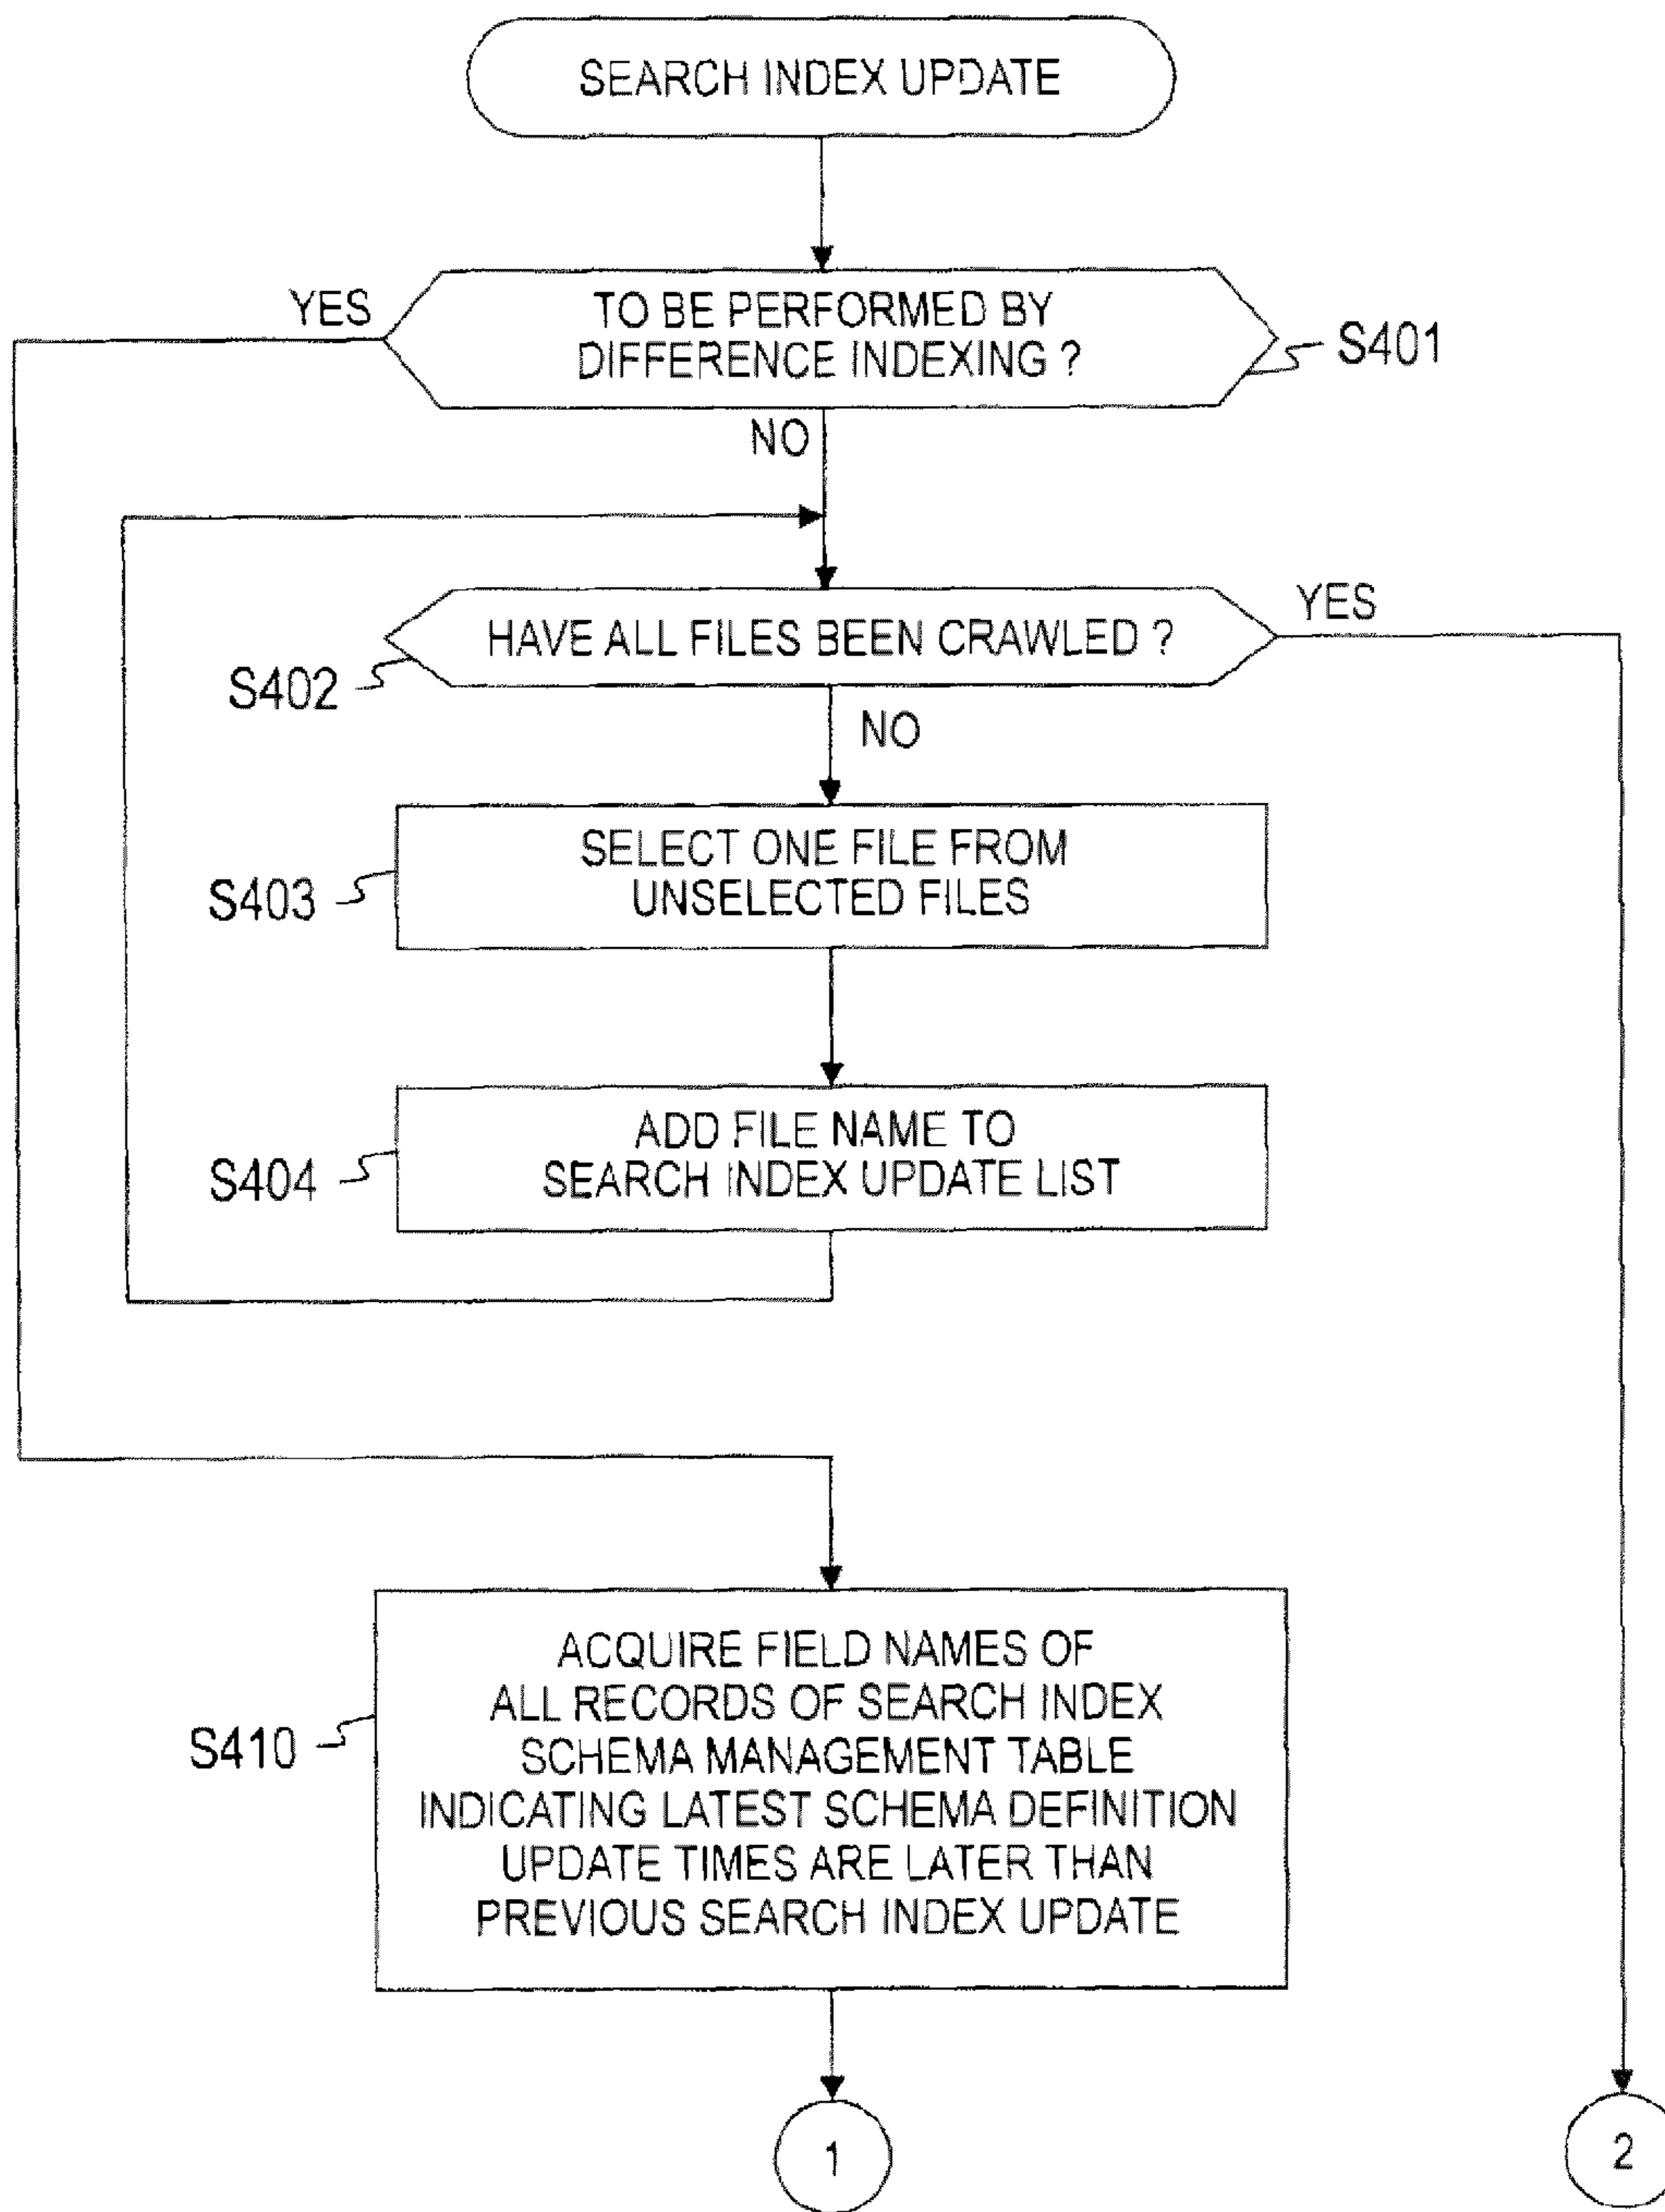 SEARCH INDEX UPDATE
YES
TO BE PERFORMED BY
DIFFERENCE INDEXING ?
S401
NO
YES
HAVE ALL FILES BEEN CRAWLED ?
S402
NO
SELECT ONE FILE FROM
UNSELECTED FILES
S403
ADD FILE NAME TO
SEARCH INDEX UPDATE LIST
S404
ACQUIRE FIELD NAMES OF
ALL RECORDS OF SEARCH INDEX
SCHEMA MANAGEMENT TABLE
INDICATING LATEST SCHEMA DEFINITION
UPDATE TIMES ARE LATER THAN
PREVIOUS SEARCH INDEX UPDATE
S410
1
2